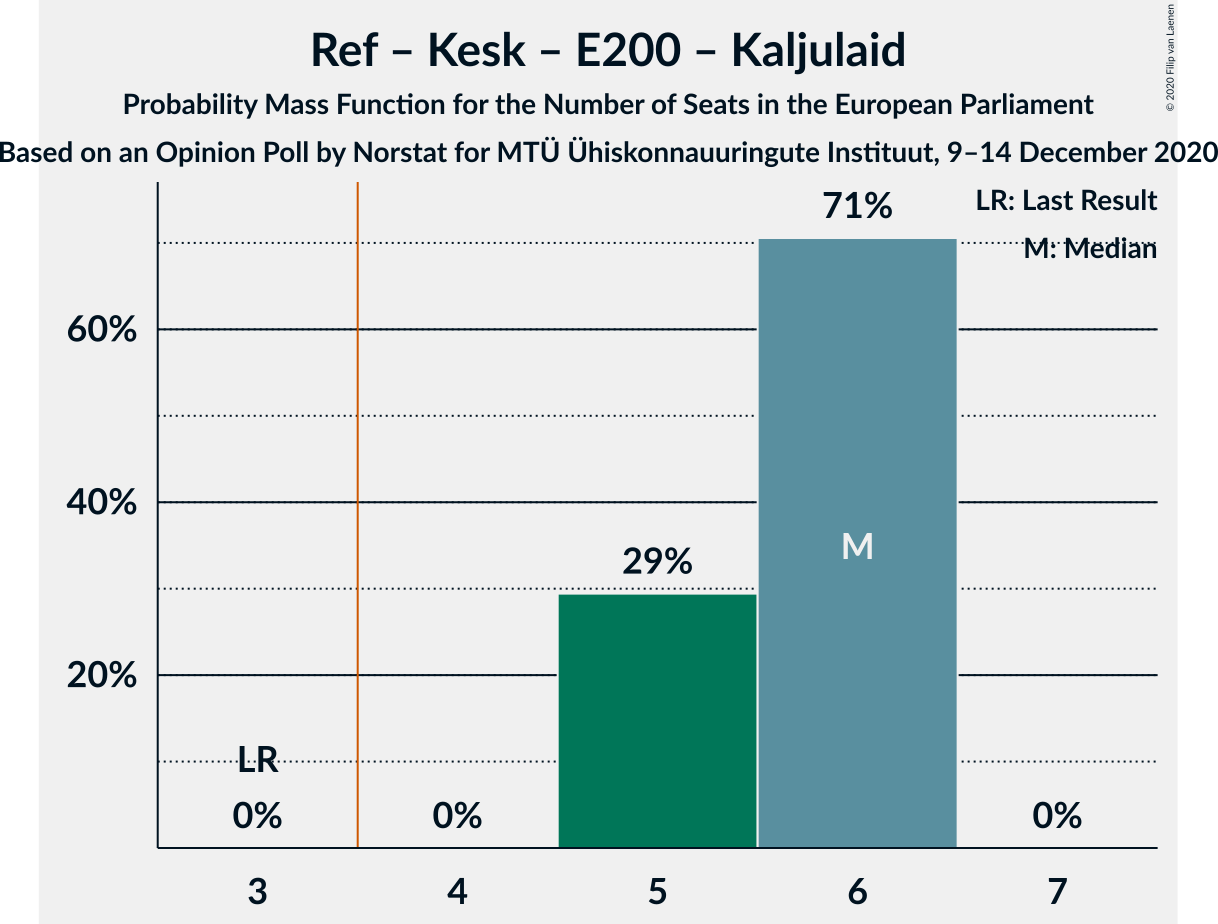 Ref – Kesk – E200 – Kaljulaid
Probability Mass Function for the Number of Seats in the European Parliament
Based on an Opinion Poll by Norstat for MTÜ Ühiskonnauuringute Instituut, 9–14 December 2020
© 2020 Filip van Laenen
LR: Last Result
M: Median
71%
60%
40%
29%
M
20%
LR
0%
0%
0%
3
4
5
6
7